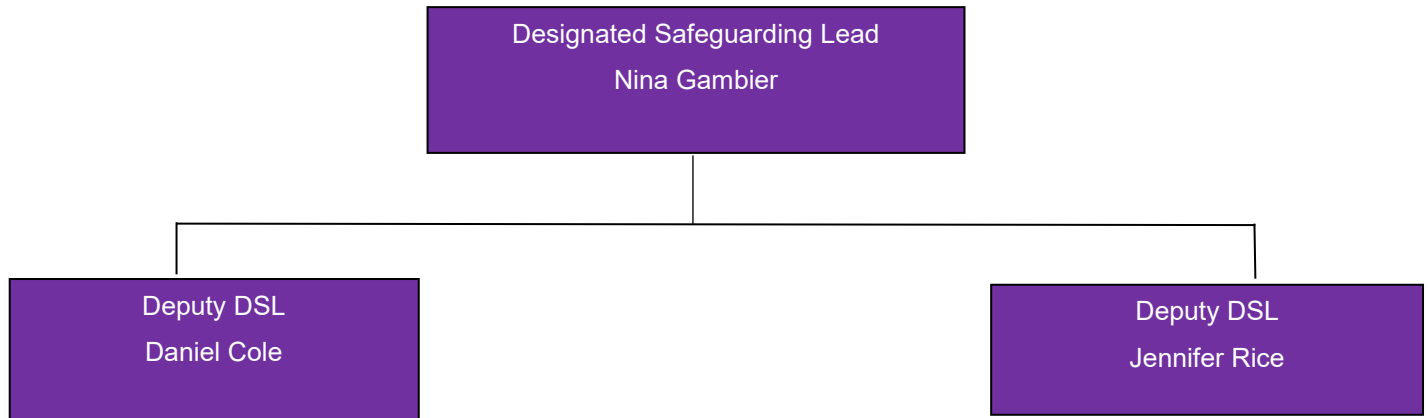 Designated Safeguarding Lead
Nina Gambier
Deputy DSL
Daniel Cole
Deputy DSL
Jennifer Rice